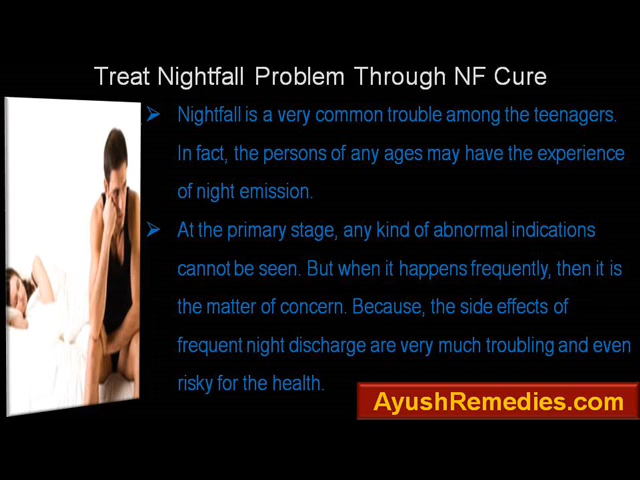 Treat Nightfall Problem Through NF Cure
Nightfall is a very common trouble among the teenagers.
In fact, the persons of any ages may have the experience
of night emission.
At the primary stage, any kind of abnormal indications
cannot be seen. But when it happens frequently, then it is
the matter of concern. Because, the side effects of
frequent night discharge are very much troubling and even
risky for the health.
AyushRemedies.com